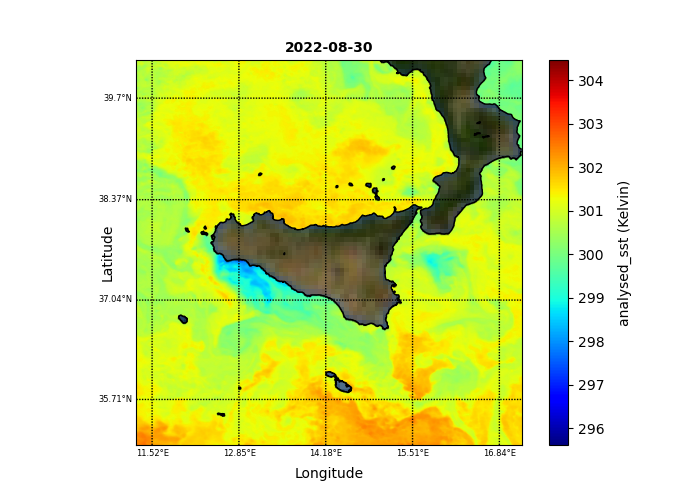 2022-08-30
39.7°N
38.37°N
37.04°N
35.71°N
Latitude
11.52°E 12.85°E 14.18°E 15.51°E 16.84°E
Longitude
304
303
302
301
300
299
298
297
296
analysed_sst (Kelvin)